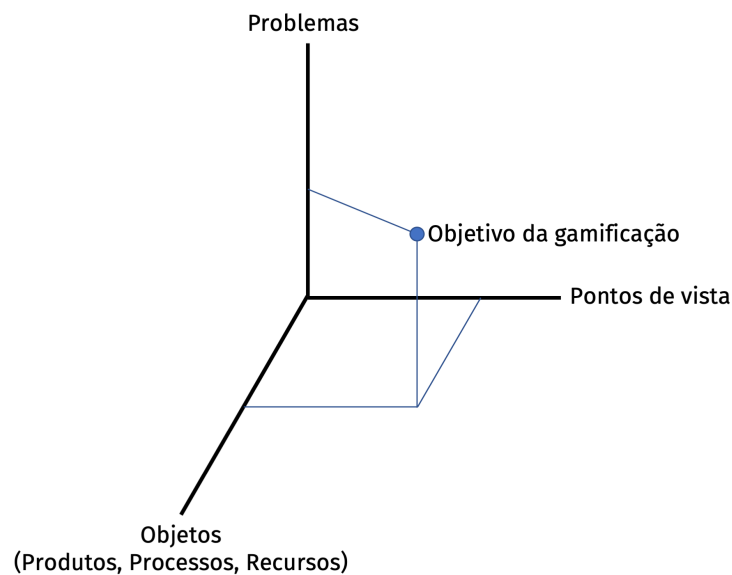 Problemas
Objetivo da gamificação
Pontos de vista
Objetos
(Produtos, Processos, Recursos)